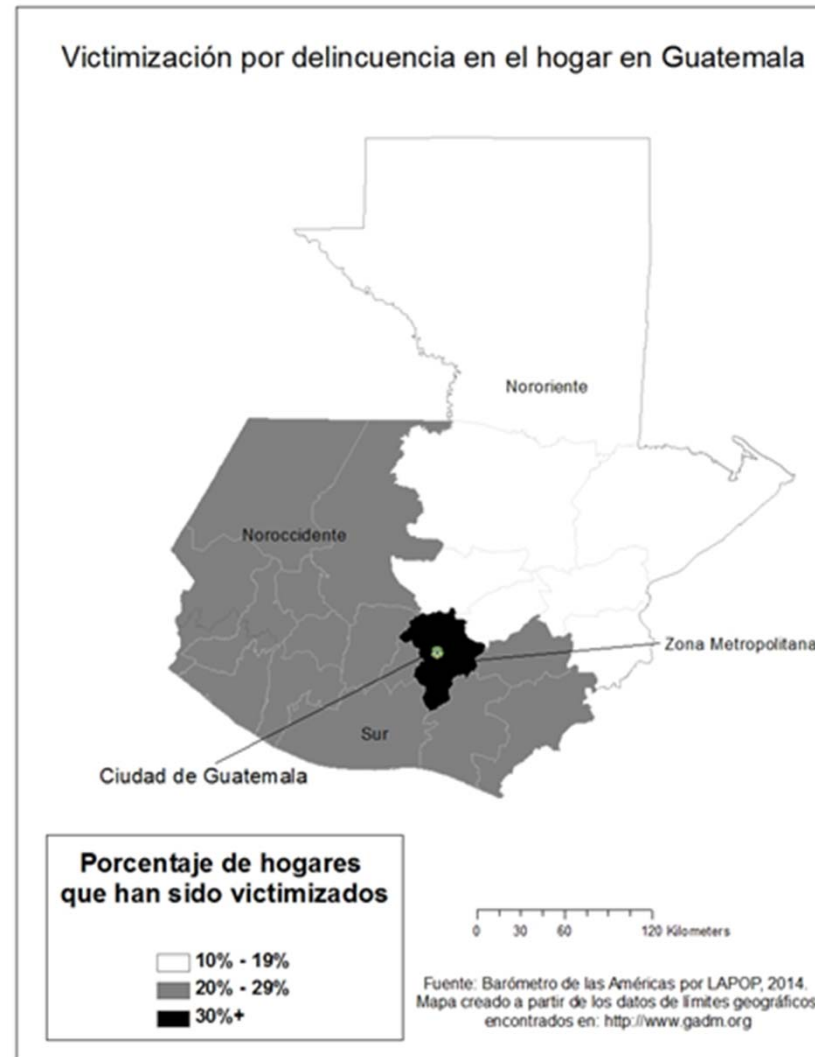 Victimización por delincuencia en el hogar en Guatemala
Nororiente
Noroccidente
Zona Metropolitana
Sur
Ciudad de Guatemala
Porcentaje de hogares
que han sido victimizados
10% - 19%
20% - 29%
30%+
0 30 60 120 Kilometers
Fuente: Barómetro de las Américas por LAPOP, 2014.
Mapa creado a partir de los datos de límites geográficos
encontrados en: http://www.gadm.org